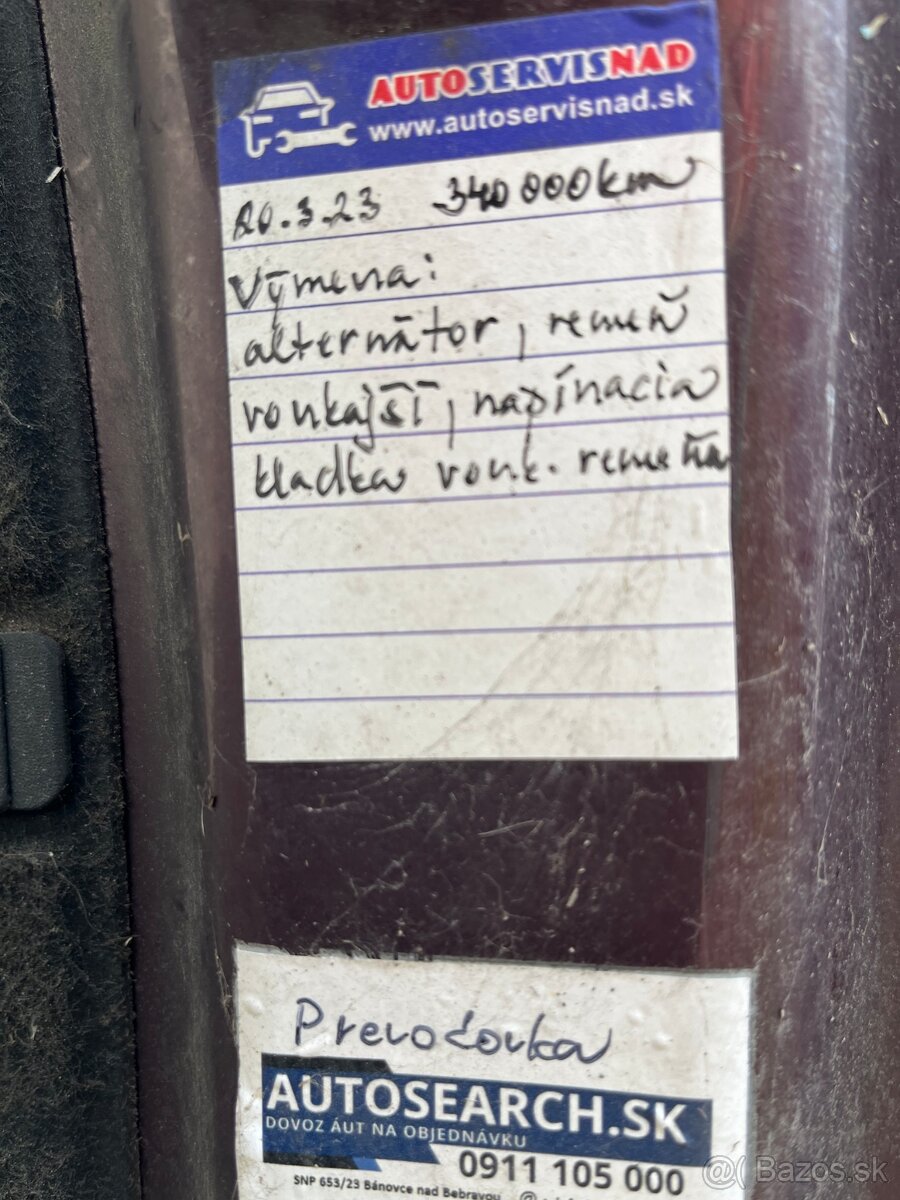 AUTOSERVISNAD
www.autoservisnad.sk
20.3.23 340 000km
Výmena:
alternátor, remeň
vonkajší, napínacia
kladka vonk. remeňa
Prevodovka
AUTOSEARCH.SK
DOVOZ ÁUT NA OBJEDNÁVKU
0911 105 000
SNP 653/23 Bánovce nad Bebravou
Bazos.sk